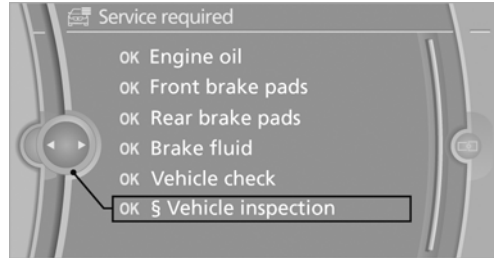 Service required
OK Engine oil
OK Front brake pads
OK Rear brake pads
OK Brake fluid
OK Vehicle check
OK § Vehicle inspection